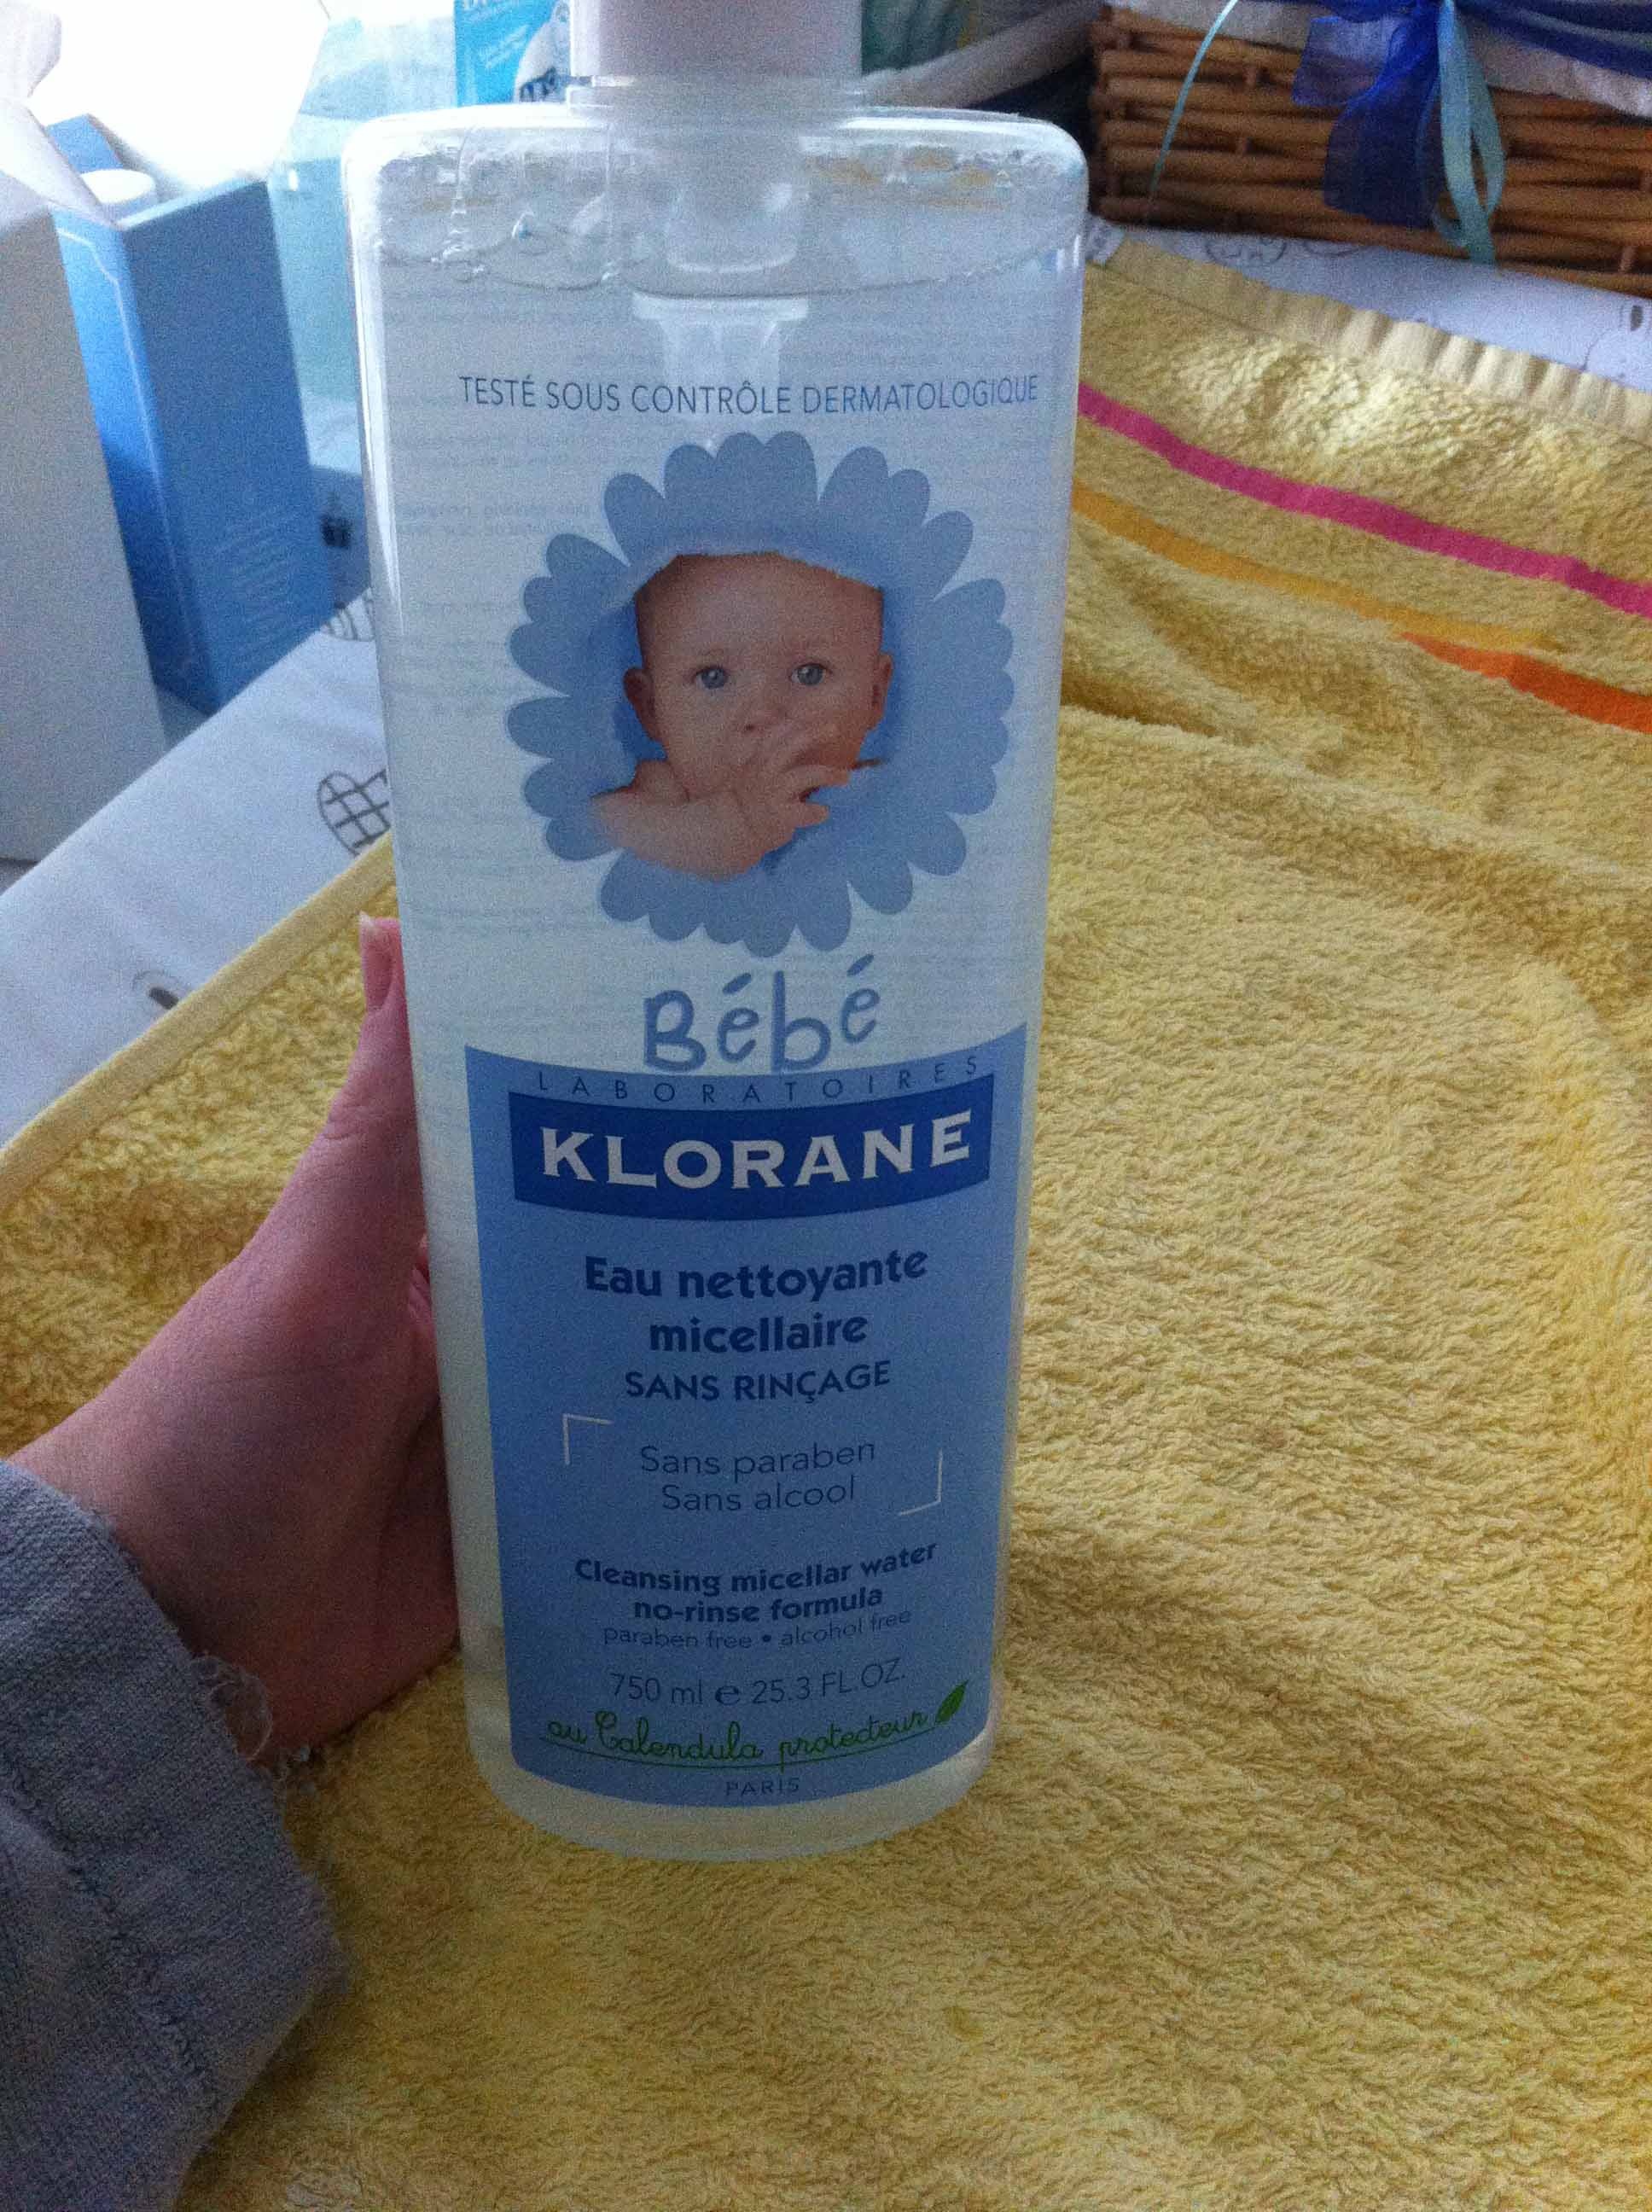 TESTÉ SOUS CONTRÔLE DERMATOLOGIQUE
Bébé
LABORATOIRES
KLORANE
Eau nettoyante
micellaire
SANS RINÇAGE
Sans paraben
Sans alcool
Cleansing micellar water
no-rinse formula
paraben free • alcohol free
750 ml e 25.3 FL.OZ.
au Calendula protecteur
PARIS